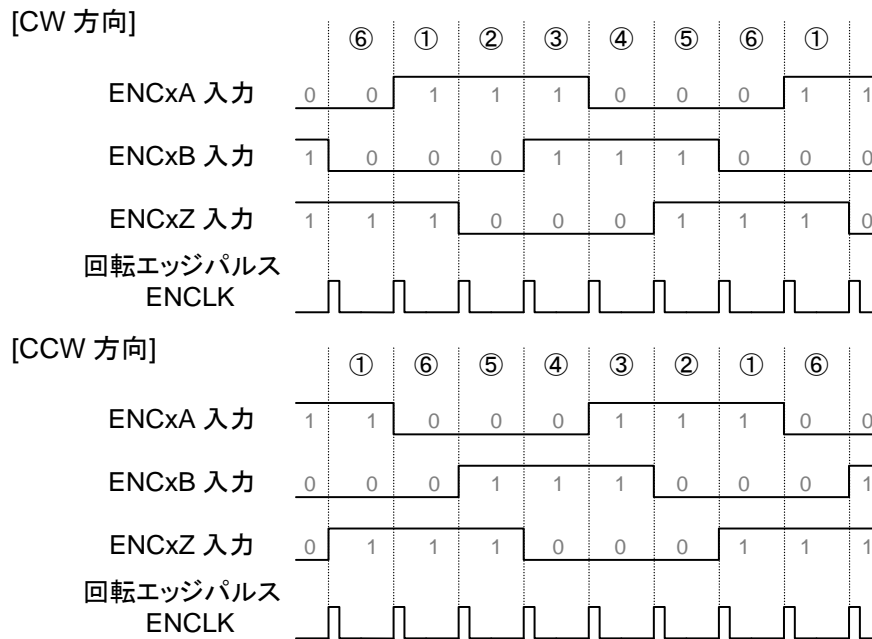 [CW 方向]
⑥ ① ② ③ ④ ⑤ ⑥ ①
ENCxA 入力 0 0 1 1 1 0 0 0 1 1
ENCxB 入力 1 0 0 0 1 1 1 0 0 0
ENCxZ 入力 1 1 1 0 0 0 1 1 1 0
回転エッジパルス
ENCLK
[CCW 方向]
① ⑥ ⑤ ④ ③ ② ① ⑥
ENCxA 入力 1 1 0 0 0 1 1 1 0 0
ENCxB 入力 0 0 0 1 1 1 0 0 0 1
ENCxZ 入力 0 1 1 1 0 0 0 1 1 1
回転エッジパルス
ENCLK